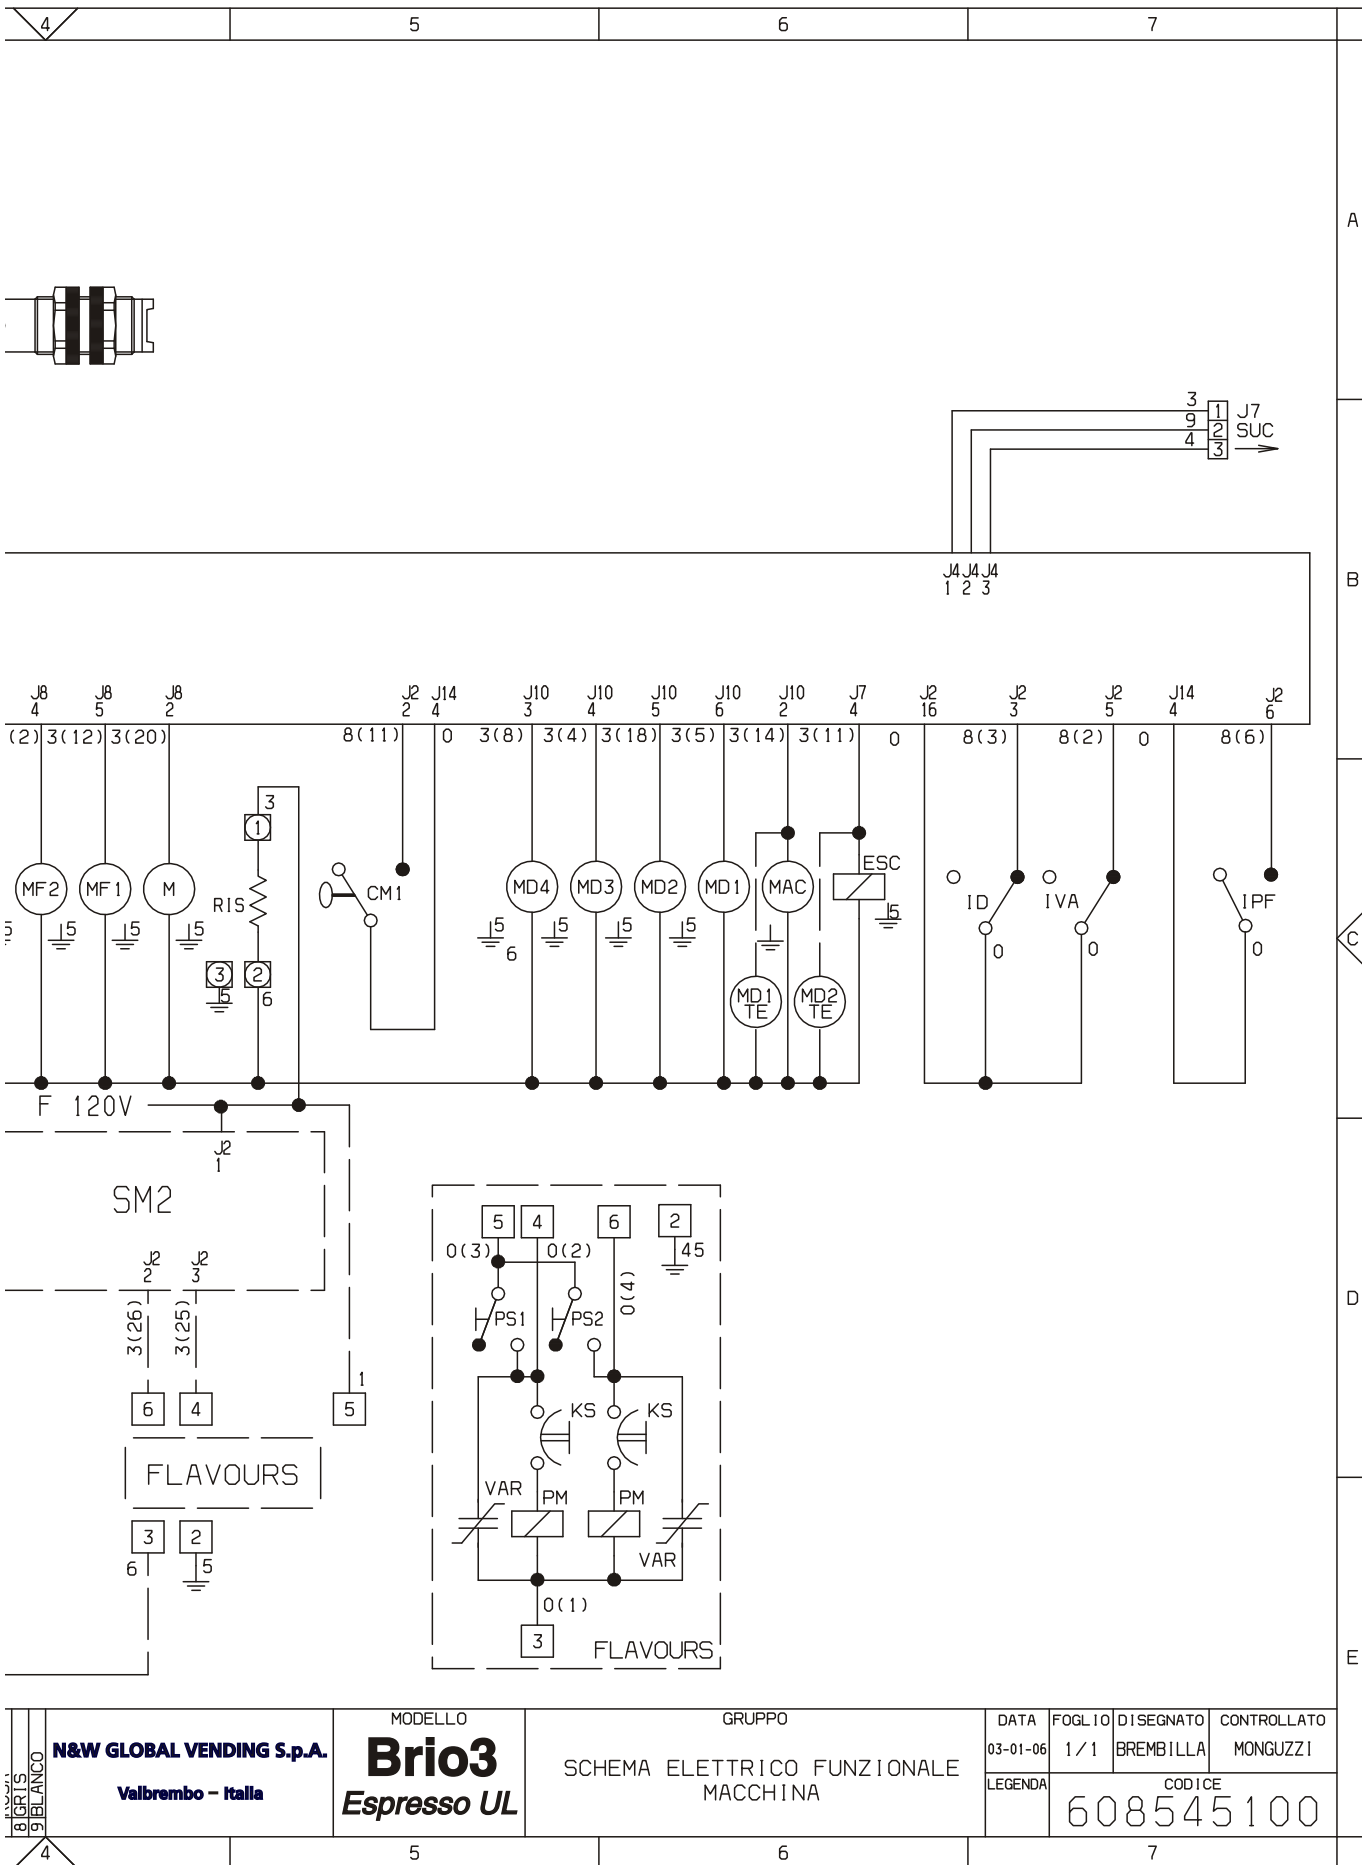 4 5 6 7
A
3 1 J7
9 2 SUC
4 3
J4 J4 J4
1 2 3
B
J8 J8 J8 J2 J14 J10 J10 J10 J10 J10 J7 J2 J2 J2 J14 J2
4 5 2 2 4 3 4 5 6 2 4 16 3 5 4 6
(2) 3(12) 3(20) 8(11) 0 3(8) 3(4) 3(18) 3(5) 3(14) 3(11) 0 8(3) 8(2) 0 8(6)
3
1
ESC
MF2 MF1 M RIS CM1 MD4 MD3 MD2 MD1 MAC ID IVA IPF
5 5 5 5 5 5 5 5
6 0 0 0
C
3 2
5 6
MD1 MD2
TE TE
F 120V
J2
1
SM2
5 4 6 2
0(3) 0(2) 45
J2 J2
2 3
0(4)
D
3(26) 3(25)
PS1 PS2
1
6 4 5
KS KS
FLAVOURS
VAR PM PM
3 2
6 5
VAR
0(1)
3
FLAVOURS
E
8 GRIS
9 BLANCO
N&W GLOBAL VENDING S.p.A.
Valbrembo – Italia
MODELLO
Brio3
Espresso UL
GRUPPO
SCHEMA ELETTRICO FUNZIONALE
MACCHINA
DATA FOGLIO DISEGNATO CONTROLLATO
03-01-06 1/1 BREMBILLA MONGUZZI
LEGENDA CODICE
608545100
4 5 6 7